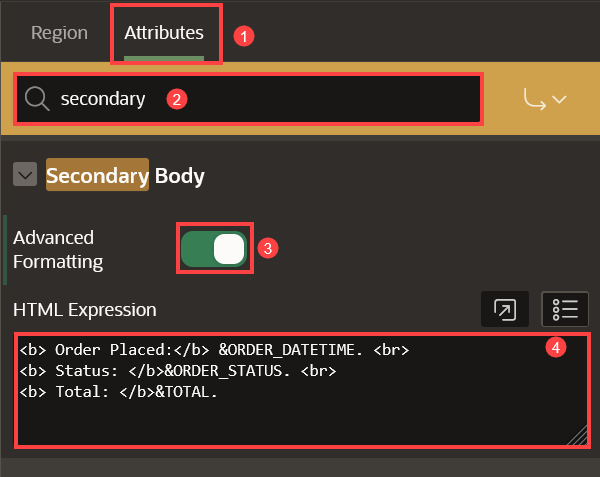 Region Attributes 1
secondary 2
Secondary Body
Advanced
Formatting
3
HTML Expression
<b> Order Placed:</b> &ORDER_DATETIME. <br>
<b> Status: </b>&ORDER_STATUS. <br>
<b> Total: </b>&TOTAL.
4